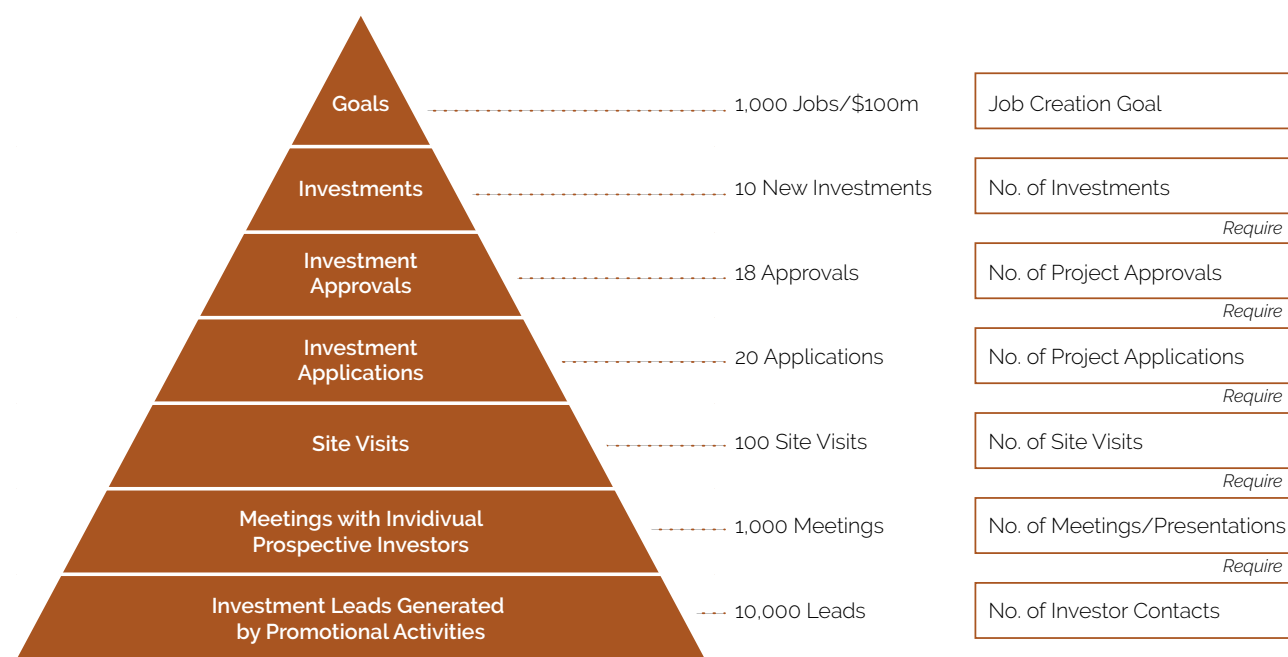 Goals
1,000 Jobs/$100m
Job Creation Goal
Investments
10 New Investments
No. of Investments
Require
Investment
Approvals
18 Approvals
No. of Project Approvals
Require
Investment
Applications
20 Applications
No. of Project Applications
Require
Site Visits
100 Site Visits
No. of Site Visits
Require
Meetings with Invidivual
Prospective Investors
1,000 Meetings
No. of Meetings/Presentations
Require
Investment Leads Generated
by Promotional Activities
10,000 Leads
No. of Investor Contacts